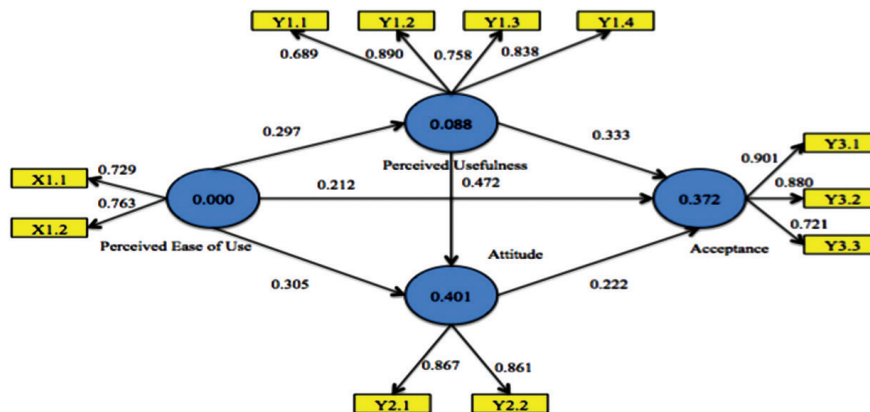 Y1.1 Y1.2 Y1.3 Y1.4
0.689 0.890 0.758 0.838
0.297
0.088
0.333
Perceived Usefulness
X1.1
0.729
0.212
0.472
0.901
Y3.1
0.000
0.372
0.880
Y3.2
X1.2
0.763
0.721
Y3.3
Perceived Ease of Use
Attitude
Acceptance
0.305
0.401
0.222
0.867 0.861
Y2.1 Y2.2